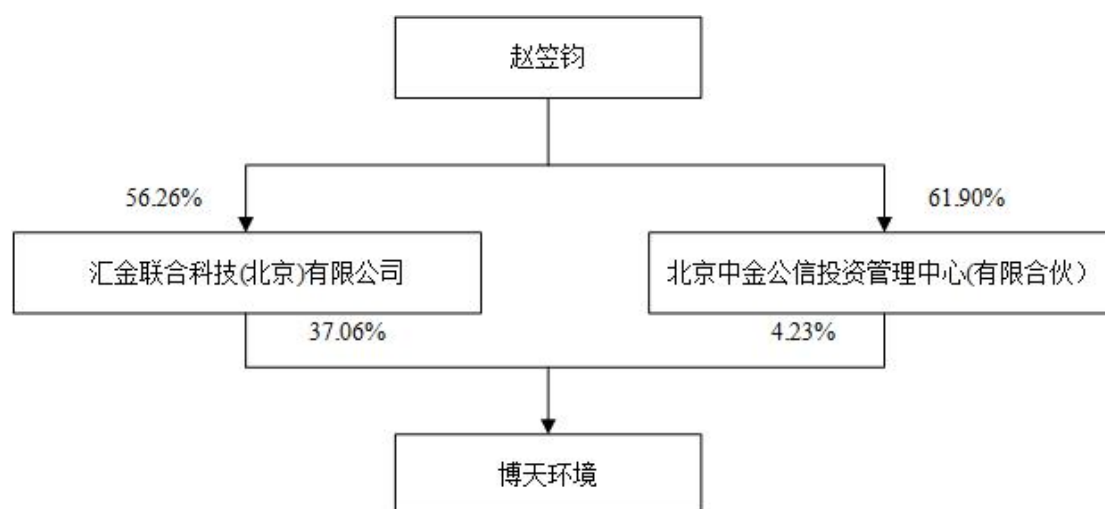 赵笠钧
56.26%
61.90%
汇金联合科技(北京)有限公司
北京中金公信投资管理中心(有限合伙）
37.06%
4.23%
博天环境